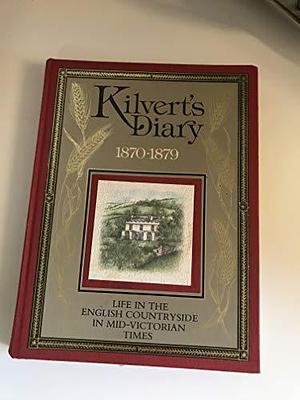 Kilvert's
Diary
1870-1879
LIFE IN THE
ENGLISH COUNTRYSIDE
IN MID-VICTORIAN
TIMES